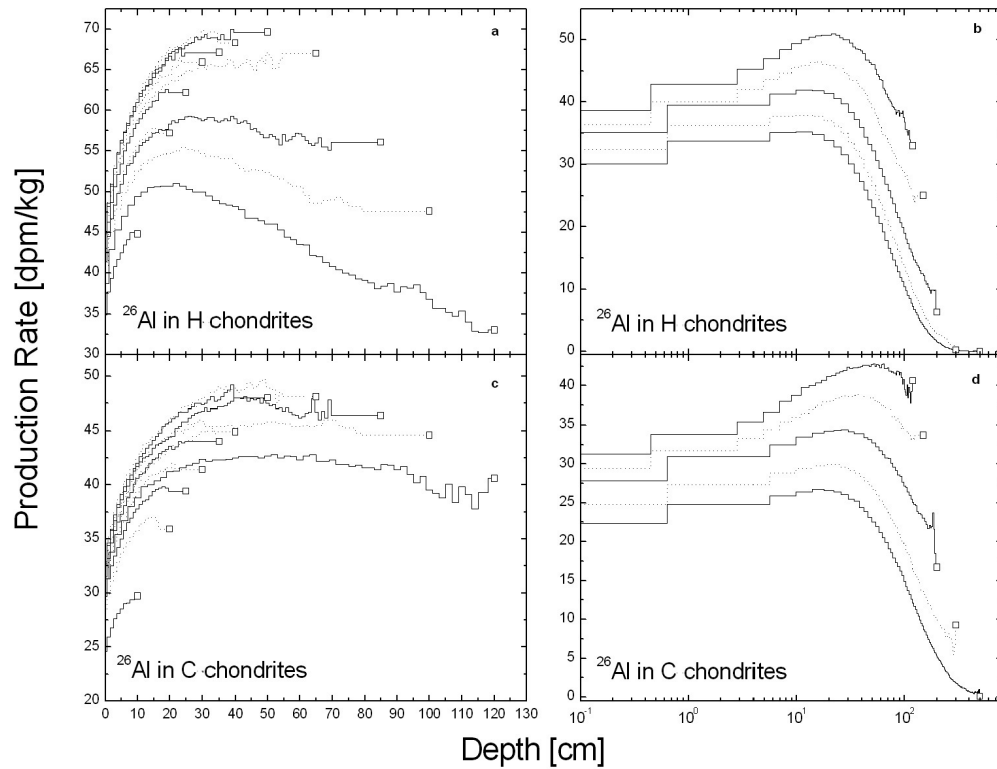 Production Rate [dpm/kg]
75
70
65
60
55
50
45
40
35
30
a
²⁶Al in H chondrites
50
40
30
20
10
0
b
²⁶Al in H chondrites
50
45
40
35
30
25
20
c
²⁶Al in C chondrites
0 10 20 30 40 50 60 70 80 90 100 110 120 130
40
35
30
25
20
15
10
5
0
d
²⁶Al in C chondrites
10⁻¹ 10⁰ 10¹ 10²
Depth [cm]